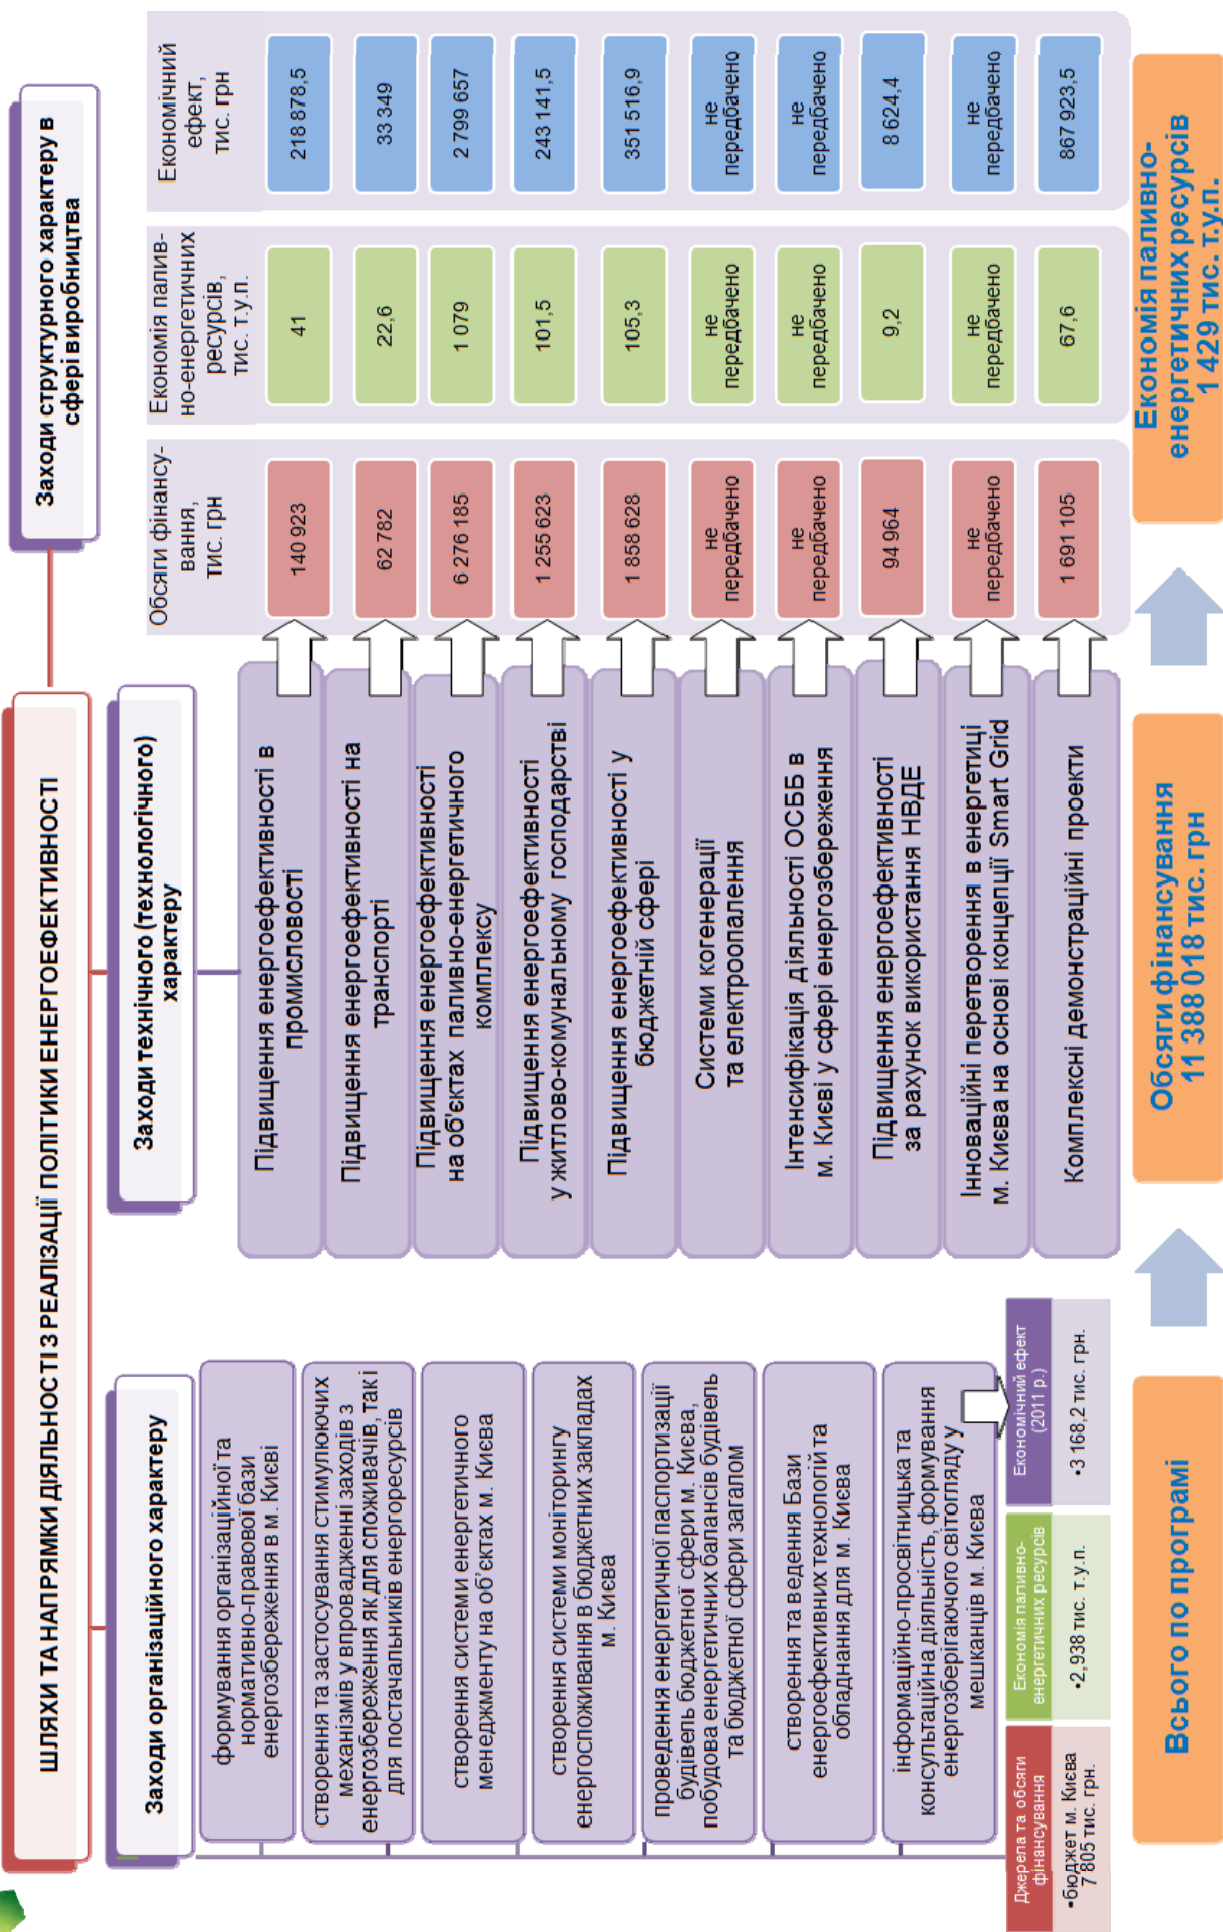 ШЛЯХИ ТА НАПРЯМКИ ДІЯЛЬНОСТІ З РЕАЛІЗАЦІЇ ПОЛІТИКИ ЕНЕРГОЕФЕКТИВНОСТІ
Заходи організаційного характеру
формування організаційної та
нормативно-правової бази
енергозбереження в м. Києві
створення та застосування стимулюючих
механізмів у впровадженні заходів з
енергозбереження як для споживачів, так і
для постачальників енергоресурсів
створення системи енергетичного
менеджменту на об'єктах м. Києва
створення системи моніторингу
енергоспоживання в бюджетних закладах
м. Києва
проведення енергетичної паспортизації
будівель бюджетної сфери м. Києва,
побудова енергетичних балансів будівель
та бюджетної сфери загалом
створення та ведення Бази
енергоефективних технологій та
обладнання для м. Києва
інформаційно-просвітницька та
консультаційна діяльність, формування
енергозберігаючого світогляду у
мешканців м. Києва
Джерела та обсяги
фінансування
•бюджет м. Києва
7 805 тис. грн.
Економія паливно-
енергетичних ресурсів
•2,938 тис. т.у.п.
Економічний ефект
(2011 р.)
•3 168,2 тис. грн.
Заходи технічного (технологічного)
характеру
Заходи структурного характеру в
сфері виробництва
Обсяги фінансу-
вання,
тис. грн
Економія палив-
но-енергетичних
ресурсів,
тис. т.у.п.
Економічний
ефект,
тис. грн
Підвищення енергоефективності в
промисловості
140 923
41
218 878,5
Підвищення енергоефективності на
транспорті
62 782
22,6
33 349
Підвищення енергоефективності
на об'єктах паливно-енергетичного
комплексу
6 276 185
1 079
2 799 657
Підвищення енергоефективності
у житлово-комунальному господарстві
1 255 623
101,5
243 141,5
Підвищення енергоефективності у
бюджетній сфері
1 858 628
105,3
351 516,9
Системи когенерації
та електроопалення
не
передбачено
не
передбачено
не
передбачено
Інтенсифікація діяльності ОСББ в
м. Києві у сфері енергозбереження
не
передбачено
не
передбачено
не
передбачено
Підвищення енергоефективності
за рахунок використання НВДЕ
94 964
9,2
8 624,4
Інноваційні перетворення в енергетиці
м. Києва на основі концепції Smart Grid
не
передбачено
не
передбачено
не
передбачено
Комплексні демонстраційні проекти
1 691 105
67,6
867 923,5
Всього по програмі
Обсяги фінансування
11 388 018 тис. грн
Економія паливно-
енергетичних ресурсів
1 429 тис. т.у.п.